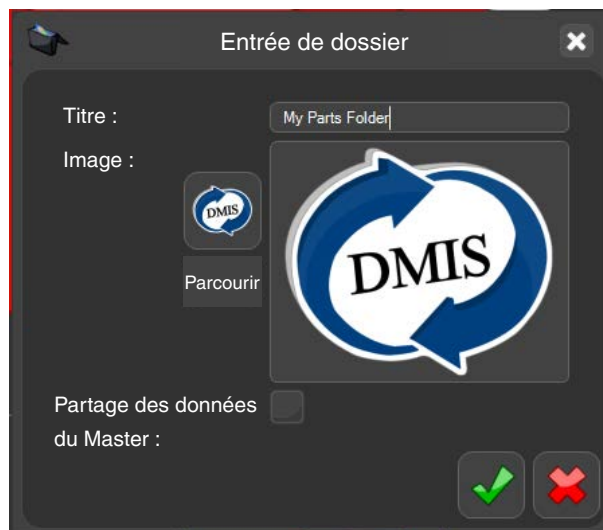 Entrée de dossier
Titre :
My Parts Folder
Image :
DMIS
Parcourir
DMIS
Partage des données
du Master :